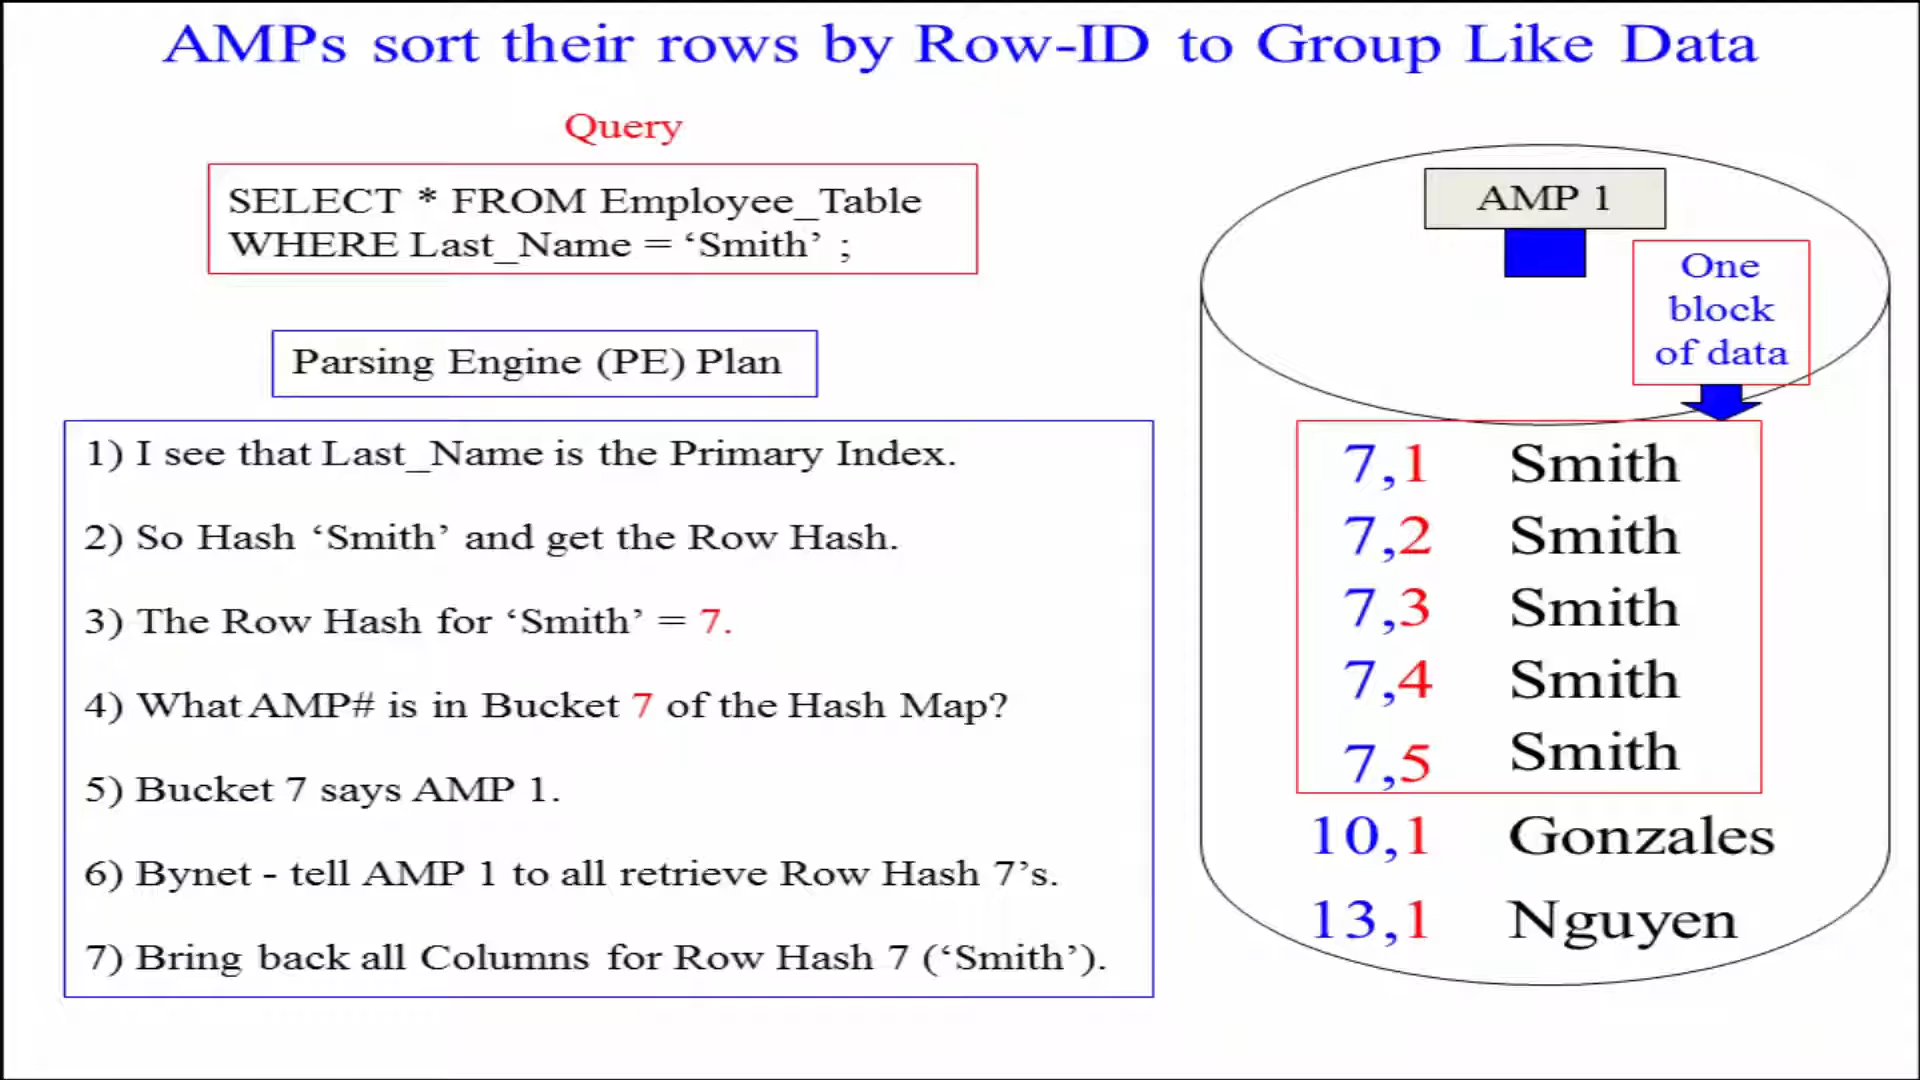 AMPs sort their rows by Row-ID to Group Like Data
Query
SELECT * FROM Employee_Table
WHERE Last_Name = ‘Smith’ ;
Parsing Engine (PE) Plan
1) I see that Last_Name is the Primary Index.
2) So Hash ‘Smith’ and get the Row Hash.
3) The Row Hash for ‘Smith’ = 7.
4) What AMP# is in Bucket 7 of the Hash Map?
5) Bucket 7 says AMP 1.
6) Bynet - tell AMP 1 to all retrieve Row Hash 7’s.
7) Bring back all Columns for Row Hash 7 (‘Smith’).
AMP 1
One
block
of data
7,1 Smith
7,2 Smith
7,3 Smith
7,4 Smith
7,5 Smith
10,1 Gonzales
13,1 Nguyen